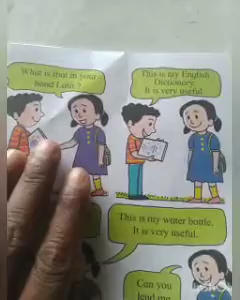 What is that in your
hand Lata ?
This is my English
Dictionary.
It is very useful
This is my water bottle.
It is very useful.
Can you
lend me